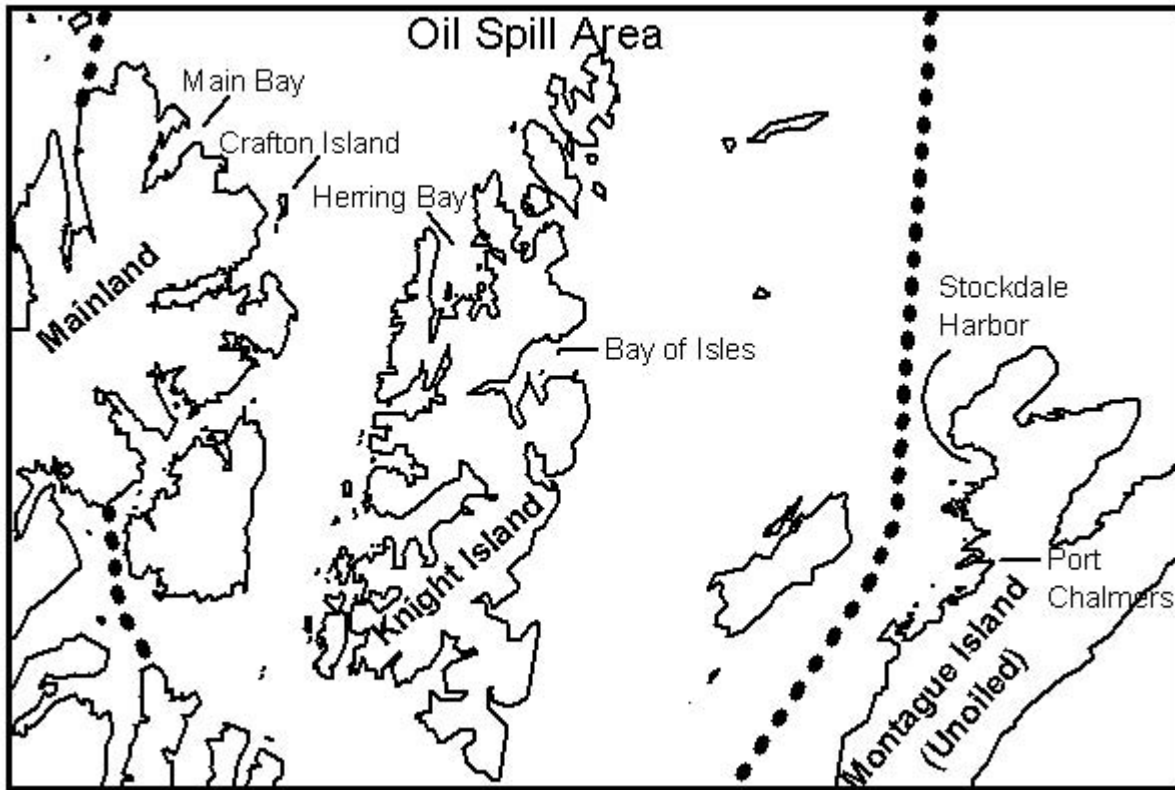 Oil Spill Area
Main Bay
Crafton Island
Herring Bay
Mainland
Stockdale
Harbor
Bay of Isles
Knight Island
Port
Chalmers
Montague Island
(Unoiled)